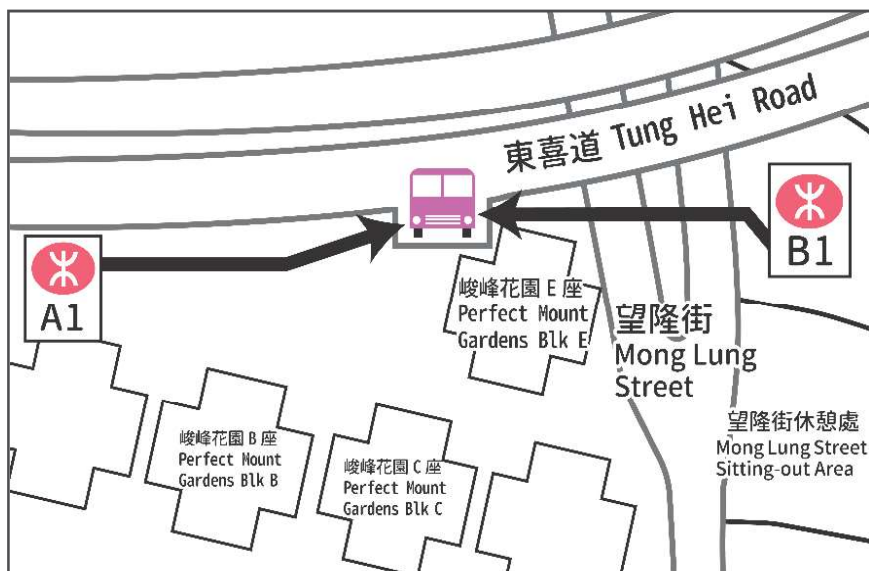 東喜道 Tung Hei Road
B1
A1
峻峰花園 E 座
Perfect Mount
Gardens Blk E
望隆街
Mong Lung
Street
峻峰花園 B 座
Perfect Mount
Gardens Blk B
峻峰花園 C 座
Perfect Mount
Gardens Blk C
望隆街休憩處
Mong Lung Street
Sitting-out Area